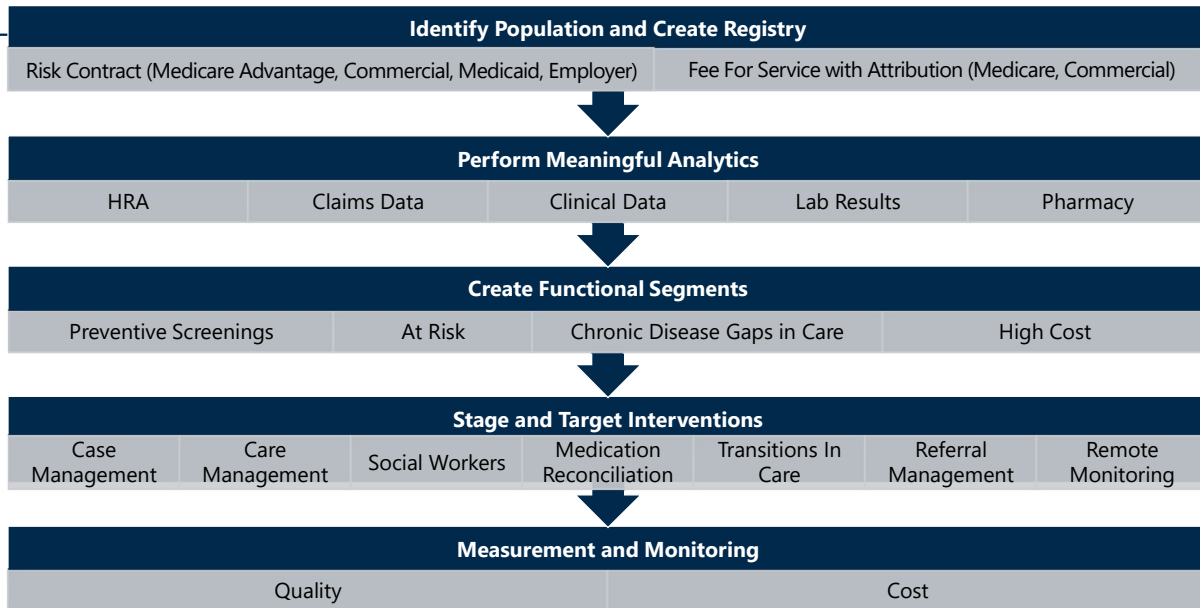 Identify Population and Create Registry
Risk Contract (Medicare Advantage, Commercial, Medicaid, Employer)
Fee For Service with Attribution (Medicare, Commercial)
Perform Meaningful Analytics
HRA
Claims Data
Clinical Data
Lab Results
Pharmacy
Create Functional Segments
Preventive Screenings
At Risk
Chronic Disease Gaps in Care
High Cost
Stage and Target Interventions
Case
Management
Care
Management
Social Workers
Medication
Reconciliation
Transitions In
Care
Referral
Management
Remote
Monitoring
Measurement and Monitoring
Quality
Cost